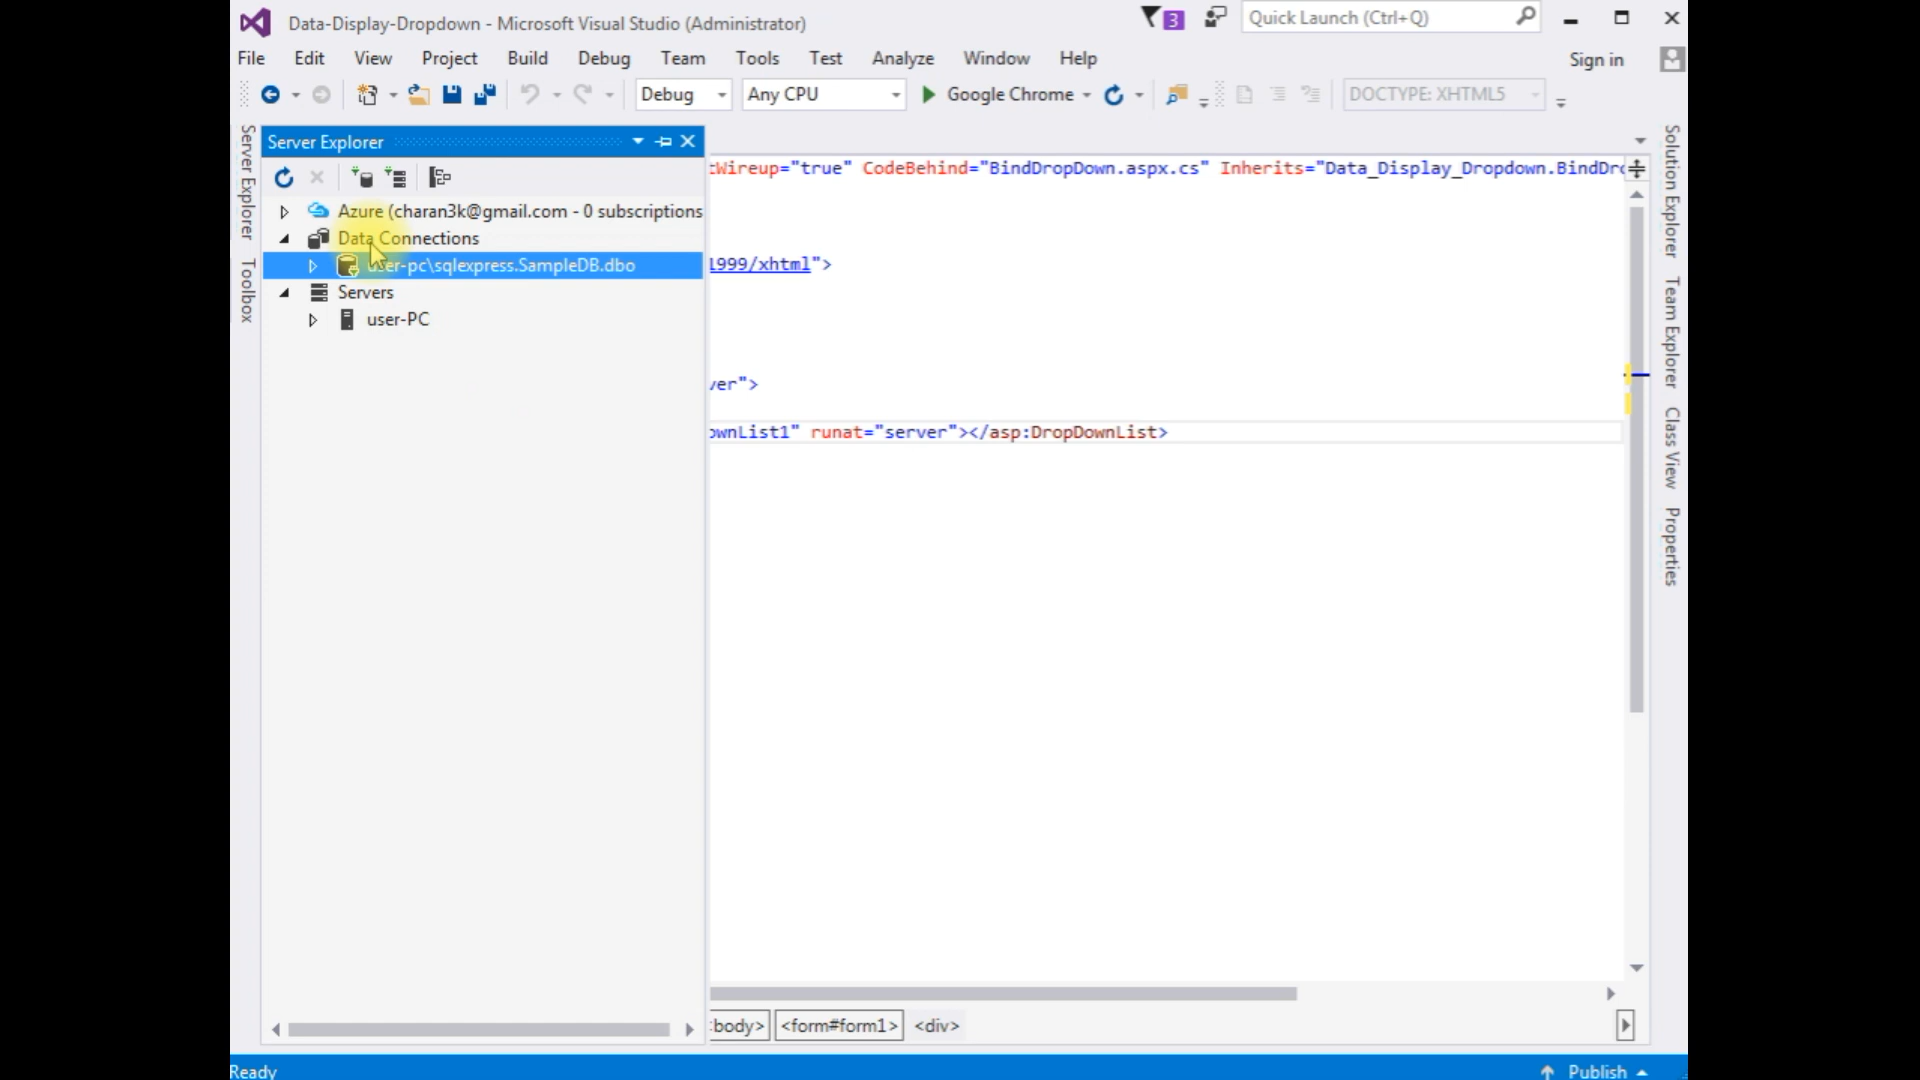 Data-Display-Dropdown - Microsoft Visual Studio (Administrator)
3
Quick Launch (Ctrl+Q)
File Edit View Project Build Debug Team Tools Test Analyze Window Help
Sign in
Debug
Any CPU
Google Chrome
DOCTYPE: XHTML5
Server Explorer
Toolbox
Server Explorer
Azure (charan3k@gmail.com - 0 subscriptions
Data Connections
user-pc\sqlexpress.SampleDB.dbo
Servers
user-PC
tWireup="true" CodeBehind="BindDropDown.aspx.cs" Inherits="Data_Display_Dropdown.BindDro
1999/xhtml">
ver">
ownList1" runat="server"></asp:DropDownList>
<body> <form#form1> <div>
Solution Explorer
Team Explorer
Class View
Properties
Ready
Publish